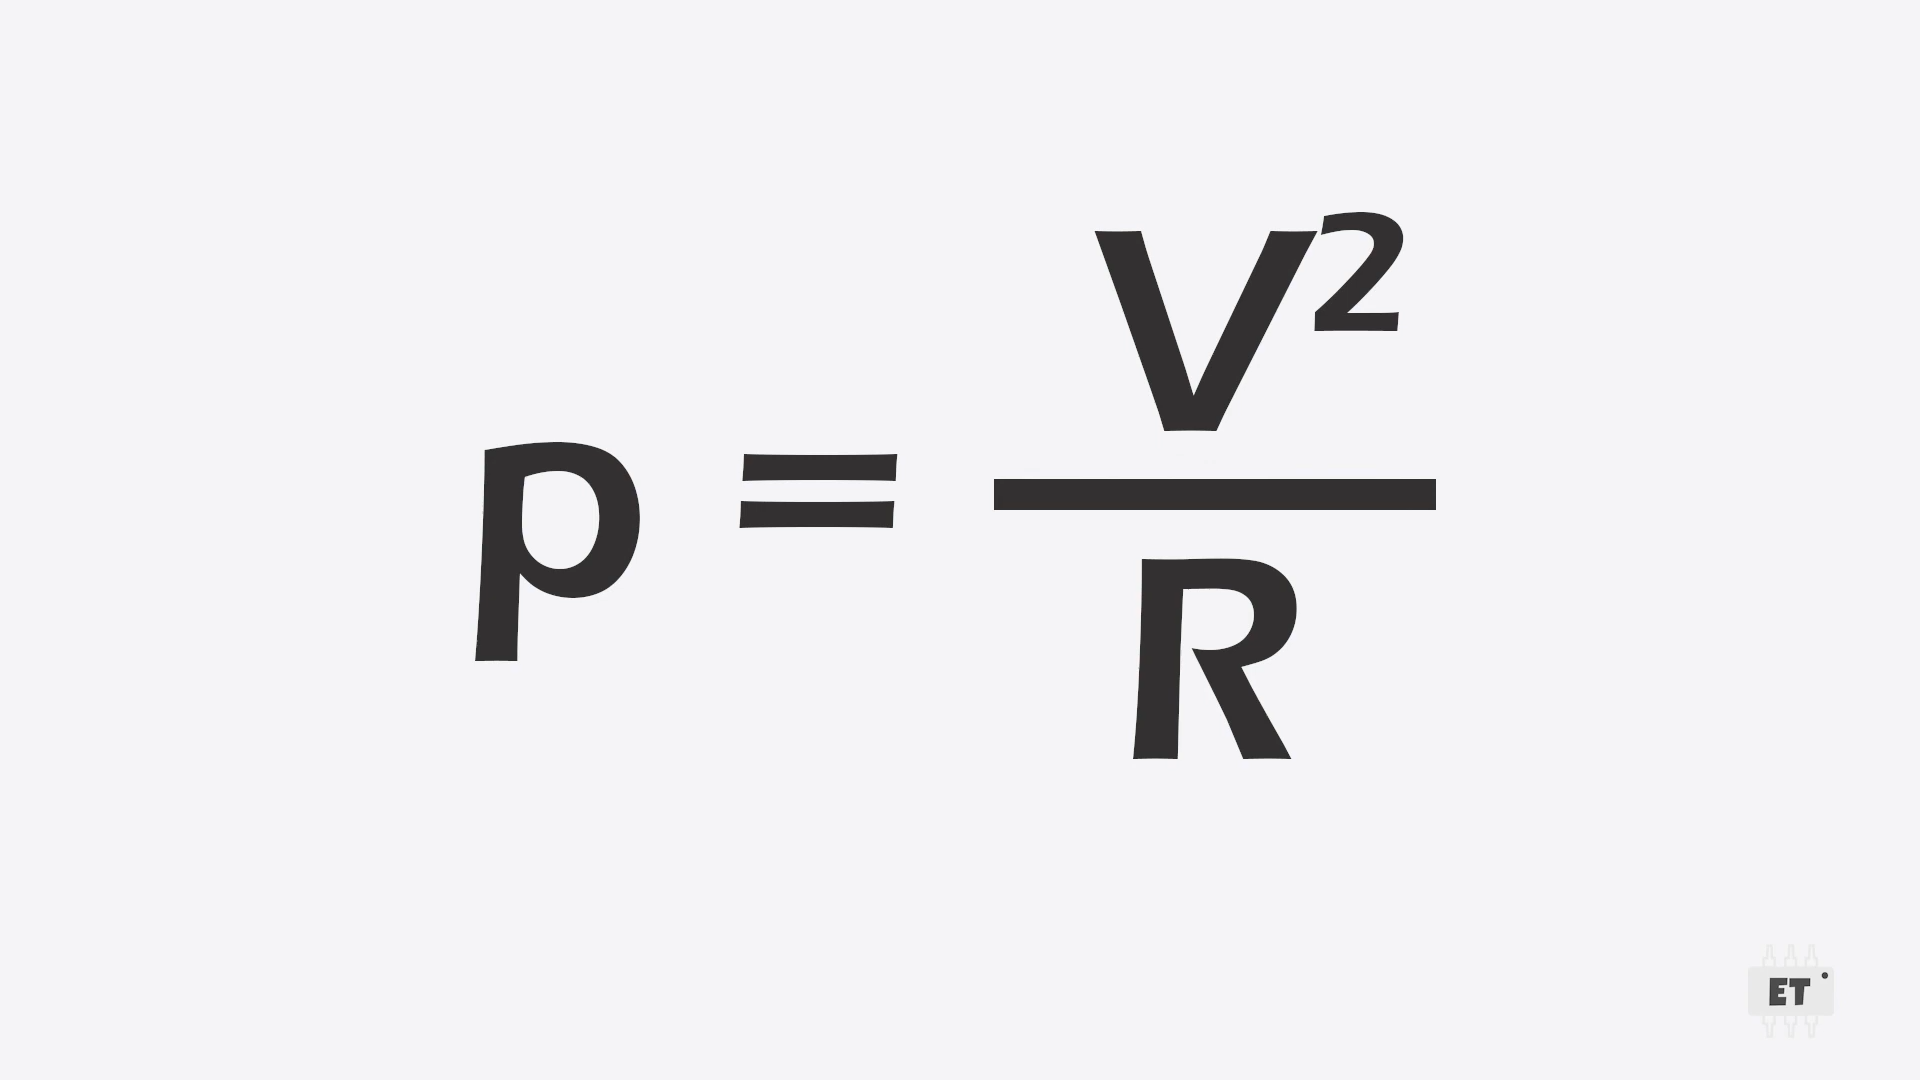 p = V²/R
ET